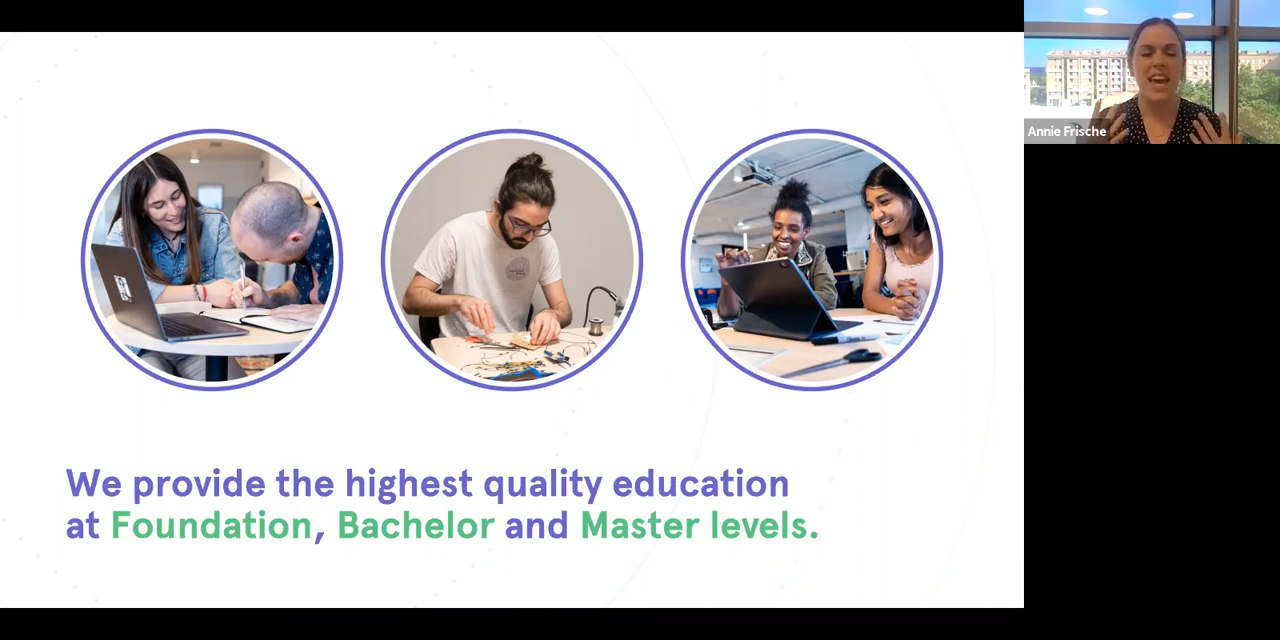 Annie Frische
We provide the highest quality education
at Foundation, Bachelor and Master levels.